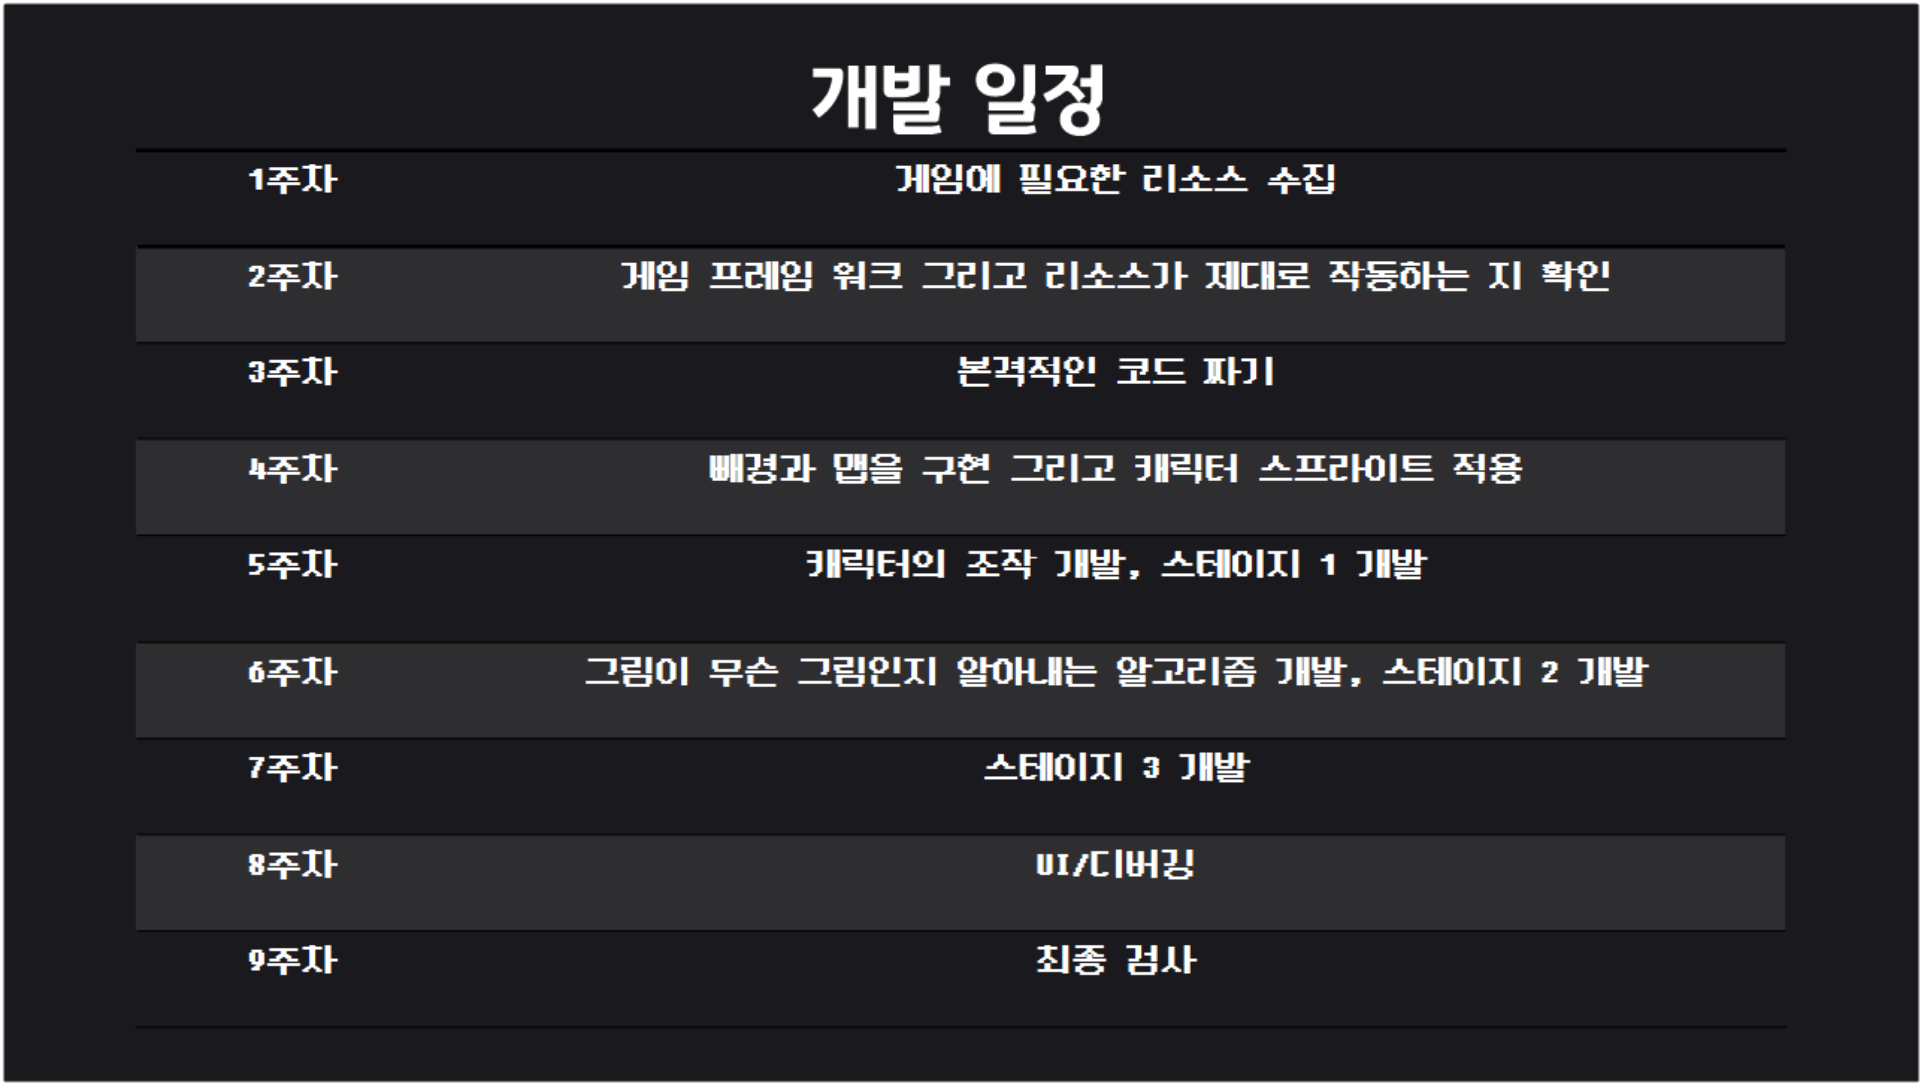 개발 일정
1주차 게임에 필요한 리소스 수집
2주차 게임 프레임 워크 그리고 리소스가 제대로 작동하는 지 확인
3주차 본격적인 코드 짜기
4주차 빼경과 맵을 구현 그리고 캐릭터 스프라이트 적용
5주차 캐릭터의 조작 개발, 스테이지 1 개발
6주차 그림이 무슨 그림인지 알아내는 알고리즘 개발, 스테이지 2 개발
7주차 스테이지 3 개발
8주차 UI/디버깅
9주차 최종 검사